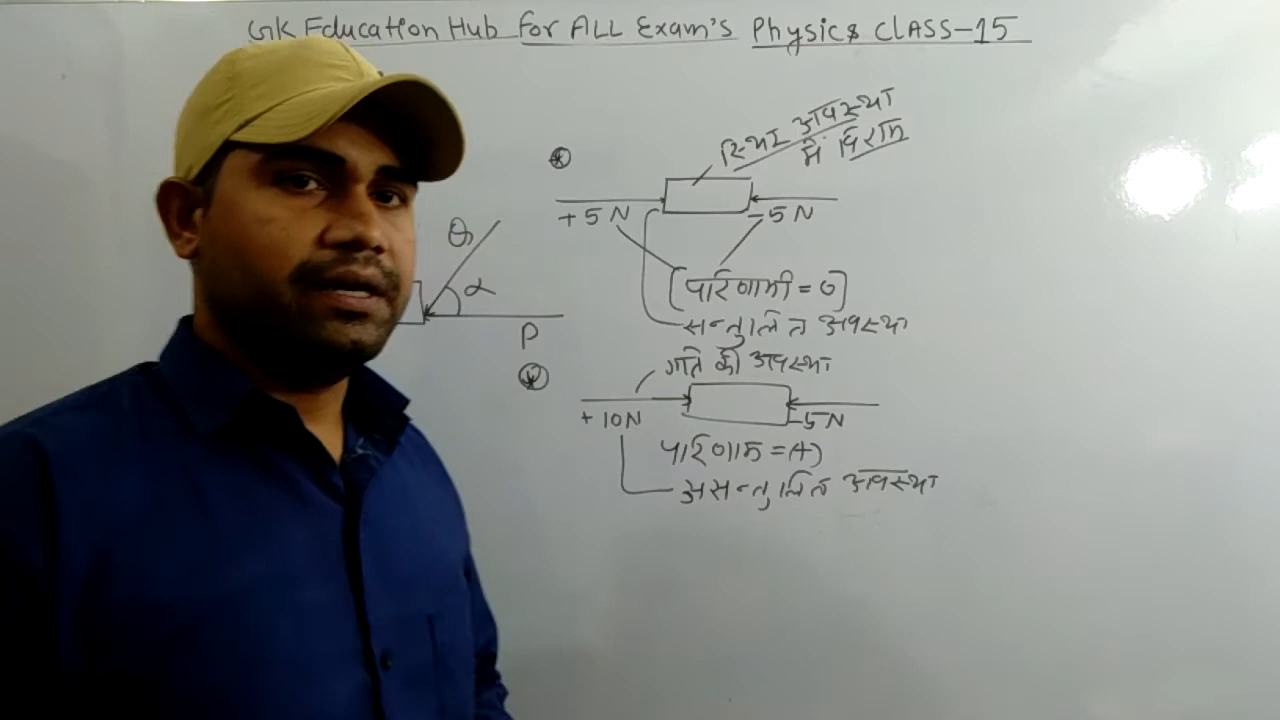 GK Education Hub for ALL Exam's Physics CLASS-15
स्थिर अवस्था
में विराम
+5N -5N
Q
α
P
[परिणामी = 0]
सन्तुलित अवस्था
गति की अवस्था
+10N -5N
परिणाम = (+)
असन्तुलित अवस्था